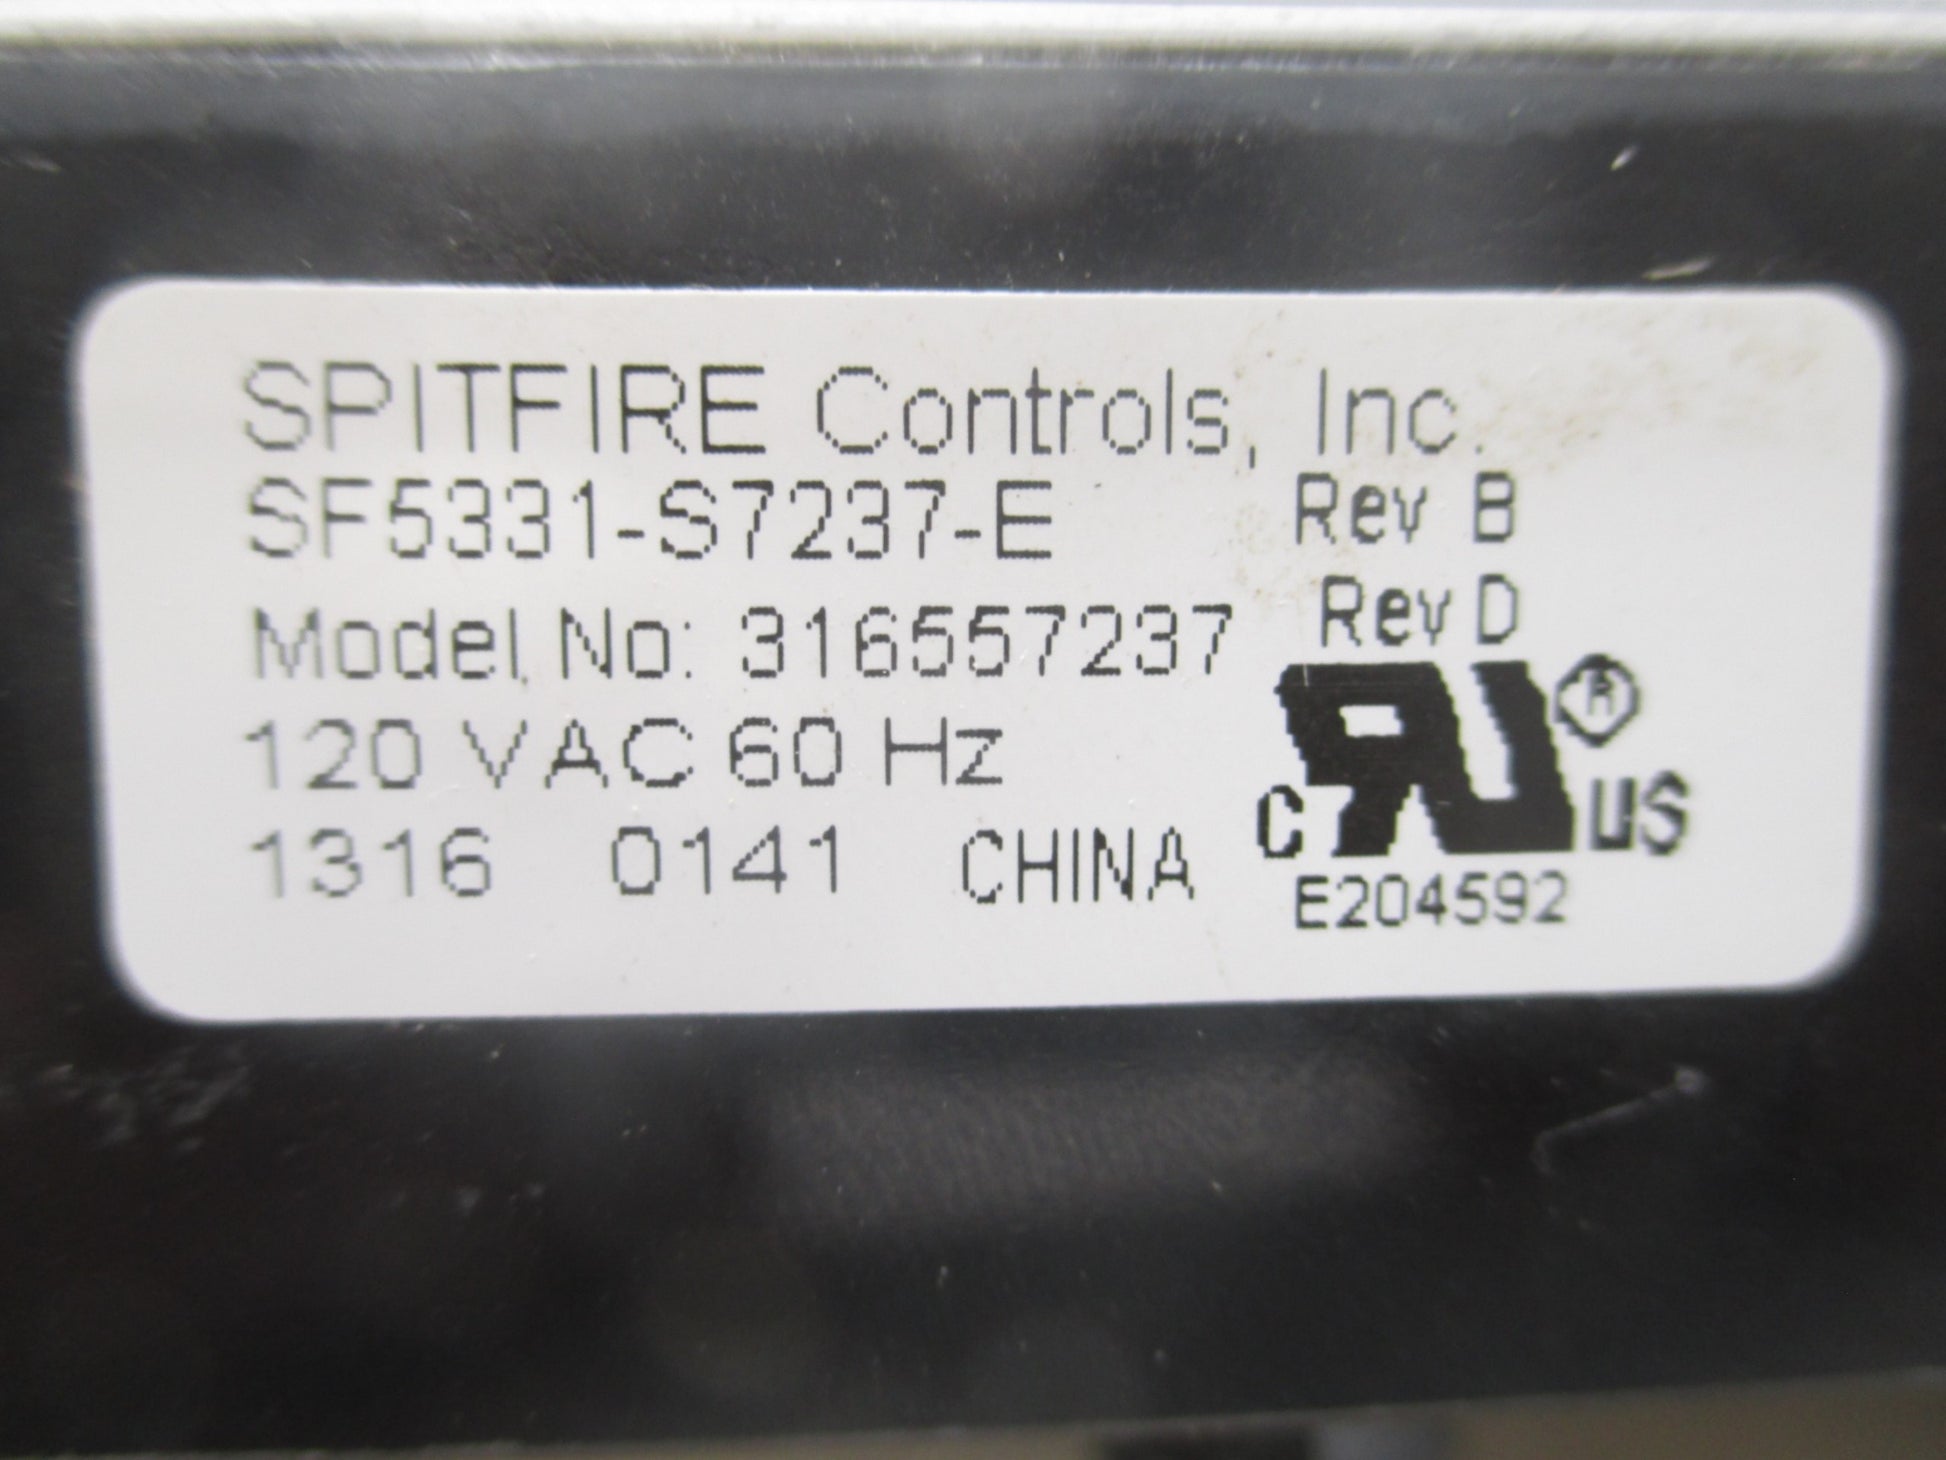 SPITFIRE Controls, Inc.
SF5331-S7237-E Rev B
Model No: 316557237 Rev D
120 VAC 60 Hz
1316 0141 CHINA
c RU ® US
E204592